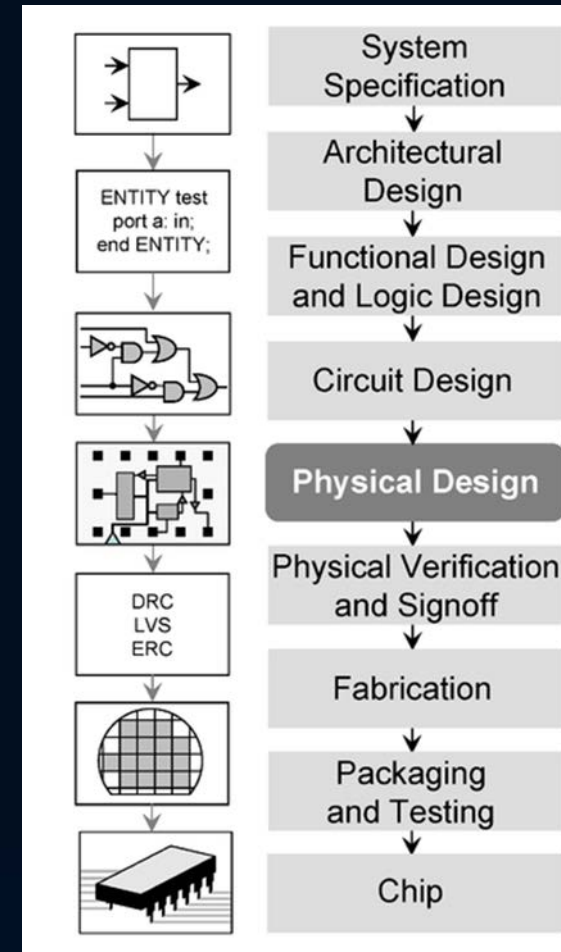 ENTITY test
port a: in;
end ENTITY;
DRC
LVS
ERC
System
Specification
Architectural
Design
Functional Design
and Logic Design
Circuit Design
Physical Design
Physical Verification
and Signoff
Fabrication
Packaging
and Testing
Chip